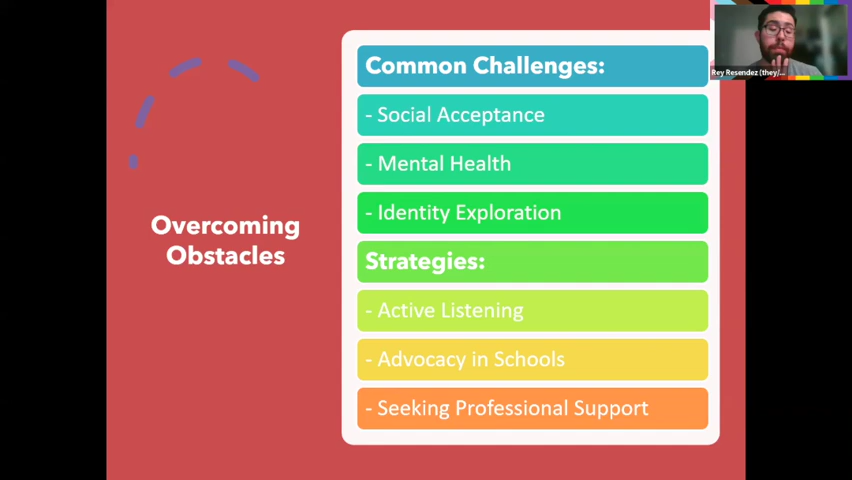 Overcoming
Obstacles
Common Challenges:
- Social Acceptance
- Mental Health
- Identity Exploration
Strategies:
- Active Listening
- Advocacy in Schools
- Seeking Professional Support
Rey Resendez (they/...